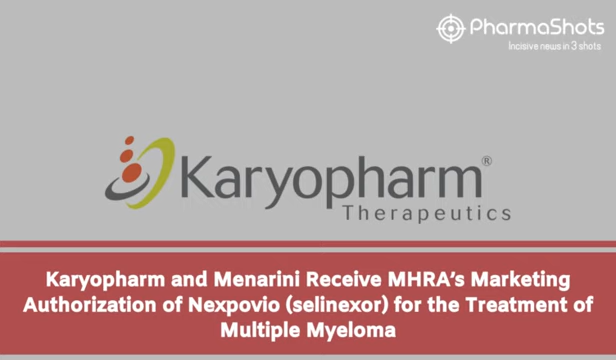 PharmaShots
Incisive news in 3 shots
Karyopharm®
Therapeutics
Karyopharm and Menarini Receive MHRA's Marketing
Authorization of Nexpovio (selinexor) for the Treatment of
Multiple Myeloma